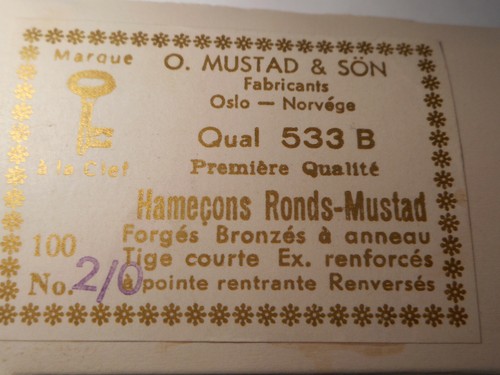 Marque
à la Clef
O. MUSTAD & SÖN
Fabricants
Oslo — Norvége
Qual 533 B
Première Qualité
Hameçons Ronds-Mustad
Forgés Bronzés à anneau
Tige courte Ex. renforcés
à pointe rentrante Renversés
100
No. 2/0